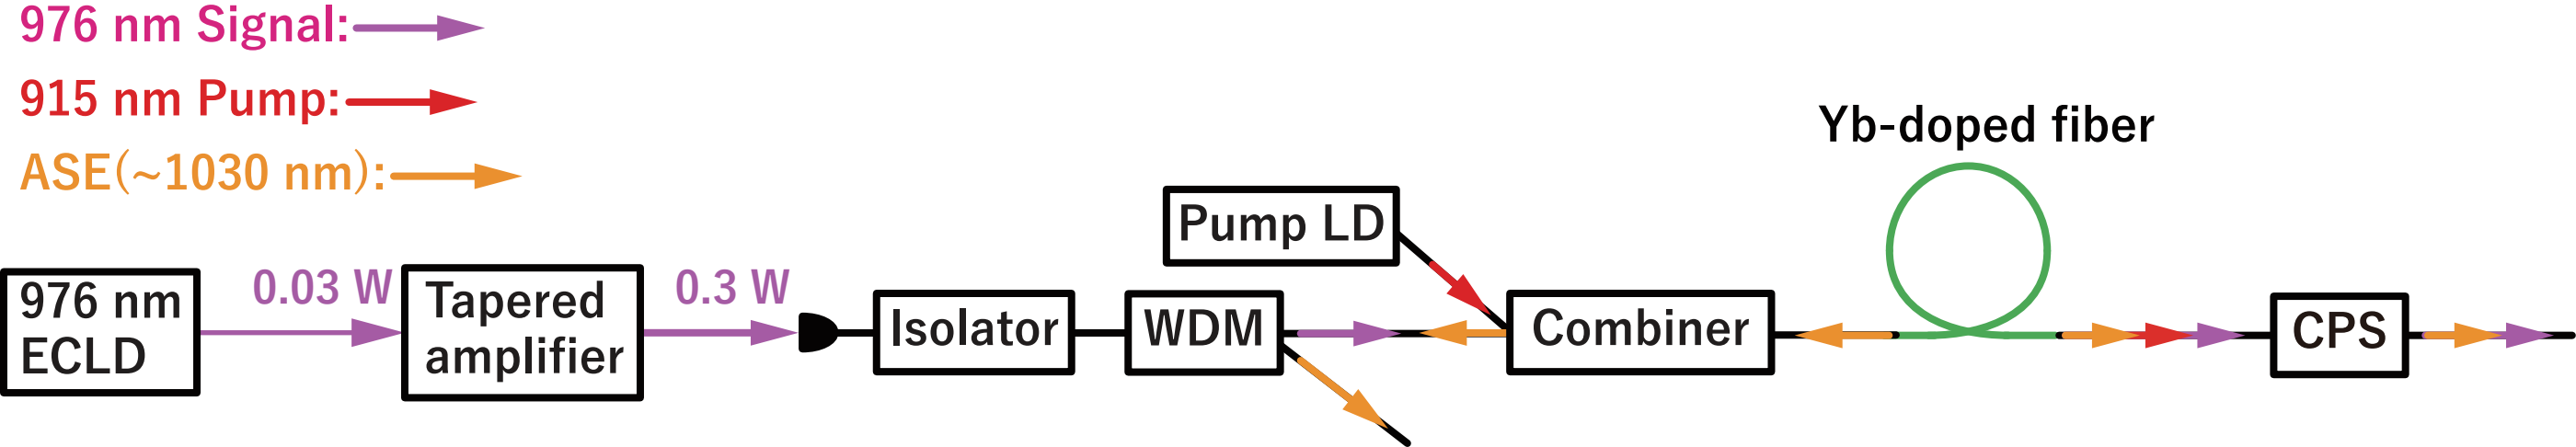 976 nm Signal:
915 nm Pump:
ASE(~1030 nm):
Yb-doped fiber
Pump LD
976 nm
ECLD
0.03 W
Tapered
amplifier
0.3 W
Isolator
WDM
Combiner
CPS